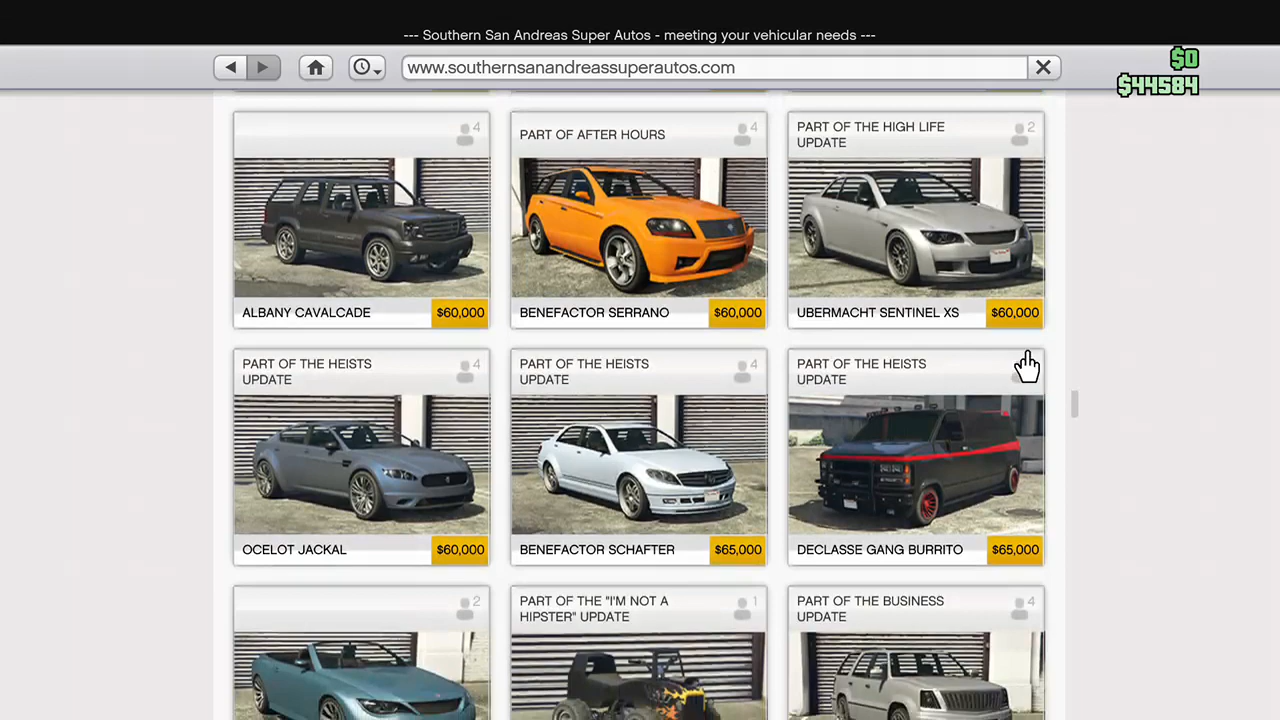 --- Southern San Andreas Super Autos - meeting your vehicular needs ---
www.southernsanandreassuperautos.com
$0
$44584
4
PART OF AFTER HOURS
4
PART OF THE HIGH LIFE
UPDATE
2
ALBANY CAVALCADE
$60,000
BENEFACTOR SERRANO
$60,000
UBERMACHT SENTINEL XS
$60,000
PART OF THE HEISTS
UPDATE
4
PART OF THE HEISTS
UPDATE
4
PART OF THE HEISTS
UPDATE
OCELOT JACKAL
$60,000
BENEFACTOR SCHAFTER
$65,000
DECLASSE GANG BURRITO
$65,000
2
PART OF THE "I'M NOT A
HIPSTER" UPDATE
1
PART OF THE BUSINESS
UPDATE
4